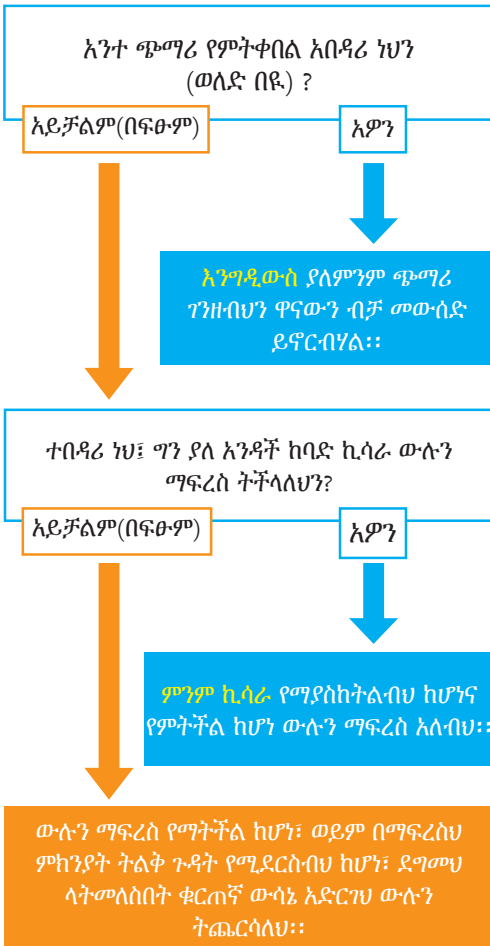 አንተ ጭማሪ የምትቀበል አበዳሪ ነህን
(ወለድ በዪ) ?
አይቻልም(በፍፁም)
አዎን
እንግዲውስ ያለምንም ጭማሪ
ገንዘብህን ዋናውን ብቻ መውሰድ
ይኖርብሃል፡፡
ተበዳሪ ነህ፤ ግን ያለ አንዳች ከባድ ኪሳራ ውሉን
ማፍረስ ትችላለህን?
አይቻልም(በፍፁም)
አዎን
ምንም ኪሳራ የማያስከትልብህ ከሆነና
የምትችል ከሆነ ውሉን ማፍረስ አለብህ፡፡
ውሉን ማፍረስ የማትችል ከሆነ፣ ወይም በማፍረስህ
ምክንያት ትልቅ ጉዳት የሚደርስብህ ከሆነ፣ ደግመህ
ላትመለስበት ቁርጠኛ ውሳኔ አድርገህ ውሉን
ትጨርሳለህ፡፡